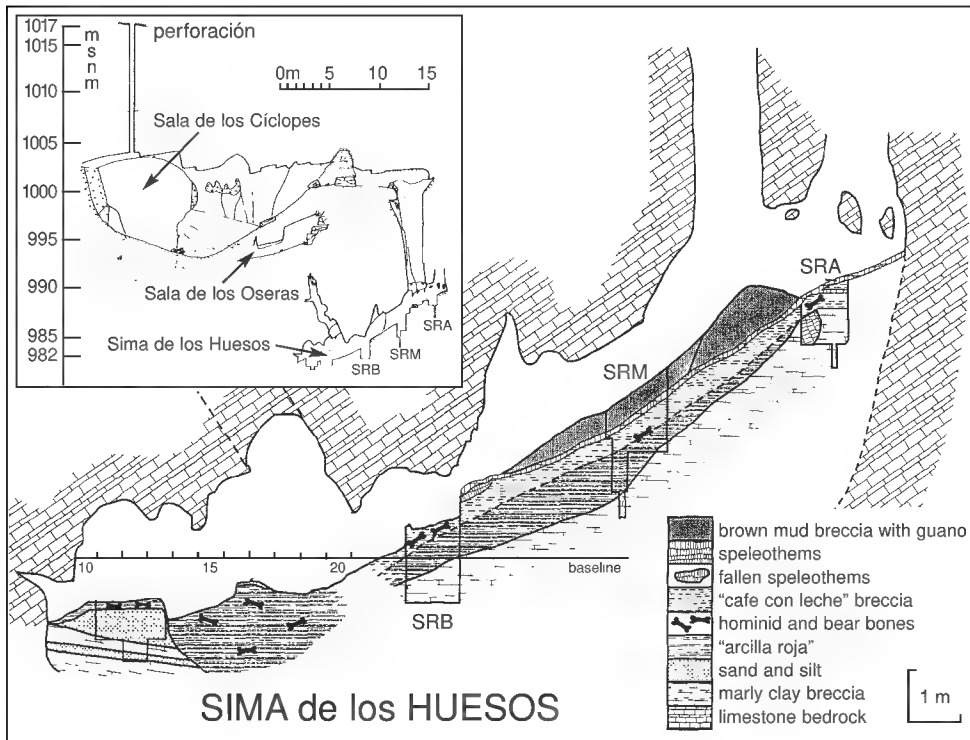 1017
1015
1010
1005
1000
995
990
985
982
m
s
n
m
perforación
0m 5 10 15
Sala de los Cíclopes
Sala de los Oseras
Sima de los Huesos
SRA
SRM
SRB
SRA
SRM
SRB
10 15 20 baseline
brown mud breccia with guano
speleothems
fallen speleothems
"cafe con leche" breccia
hominid and bear bones
"arcilla roja"
sand and silt
marly clay breccia
limestone bedrock
1 m
SIMA de los HUESOS